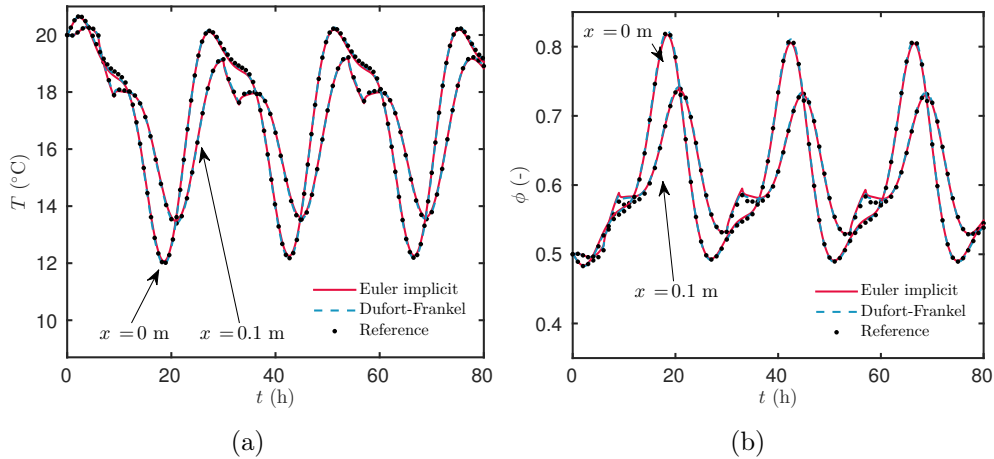 20
18
16
14
12
10
T (°C)
x = 0 m
x = 0.1 m
Euler implicit
Dufort-Frankel
Reference
0 20 40 60 80
t (h)
(a)
0.8
0.7
0.6
0.5
0.4
ϕ (-)
x = 0 m
x = 0.1 m
Euler implicit
Dufort-Frankel
Reference
0 20 40 60 80
t (h)
(b)